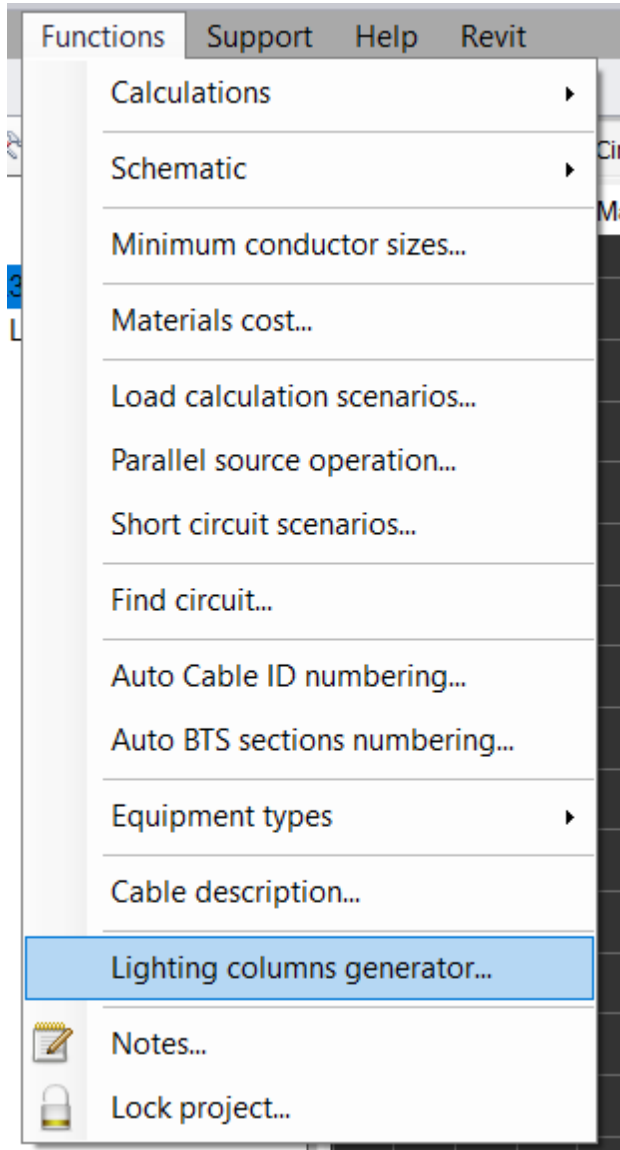 Functions Support Help Revit
Calculations
Schematic
Minimum conductor sizes...
Materials cost...
Load calculation scenarios...
Parallel source operation...
Short circuit scenarios...
Find circuit...
Auto Cable ID numbering...
Auto BTS sections numbering...
Equipment types
Cable description...
Lighting columns generator...
Notes...
Lock project...